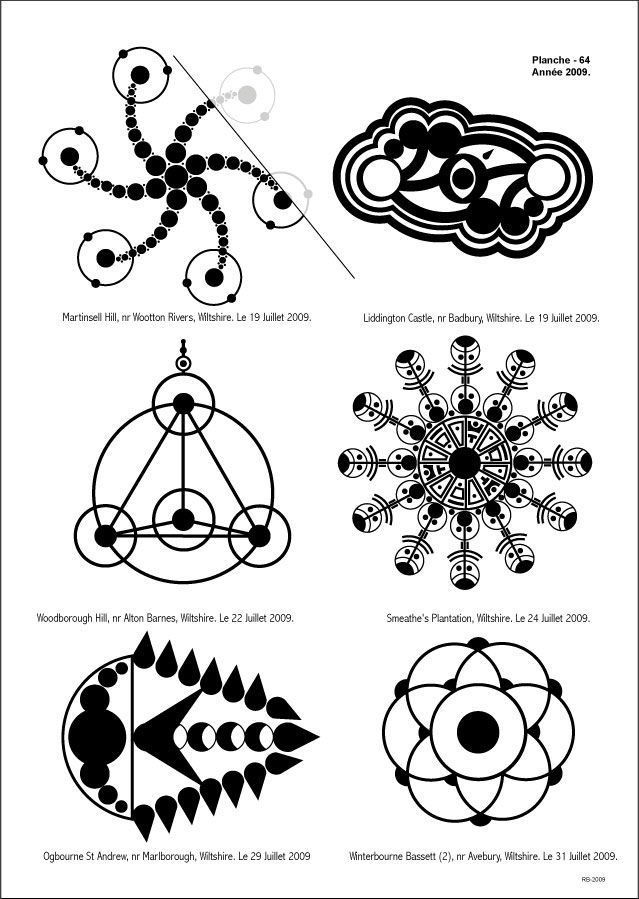 Planche - 64
Année 2009.
Martinsell Hill, nr Wootton Rivers, Wiltshire. Le 19 Juillet 2009.
Liddington Castle, nr Badbury, Wiltshire. Le 19 Juillet 2009.
Woodborough Hill, nr Alton Barnes, Wiltshire. Le 22 Juillet 2009.
Smeathe's Plantation, Wiltshire. Le 24 Juillet 2009.
Ogbourne St Andrew, nr Marlborough, Wiltshire. Le 29 Juillet 2009
Winterbourne Bassett (2), nr Avebury, Wiltshire. Le 31 Juillet 2009.
RB-2009